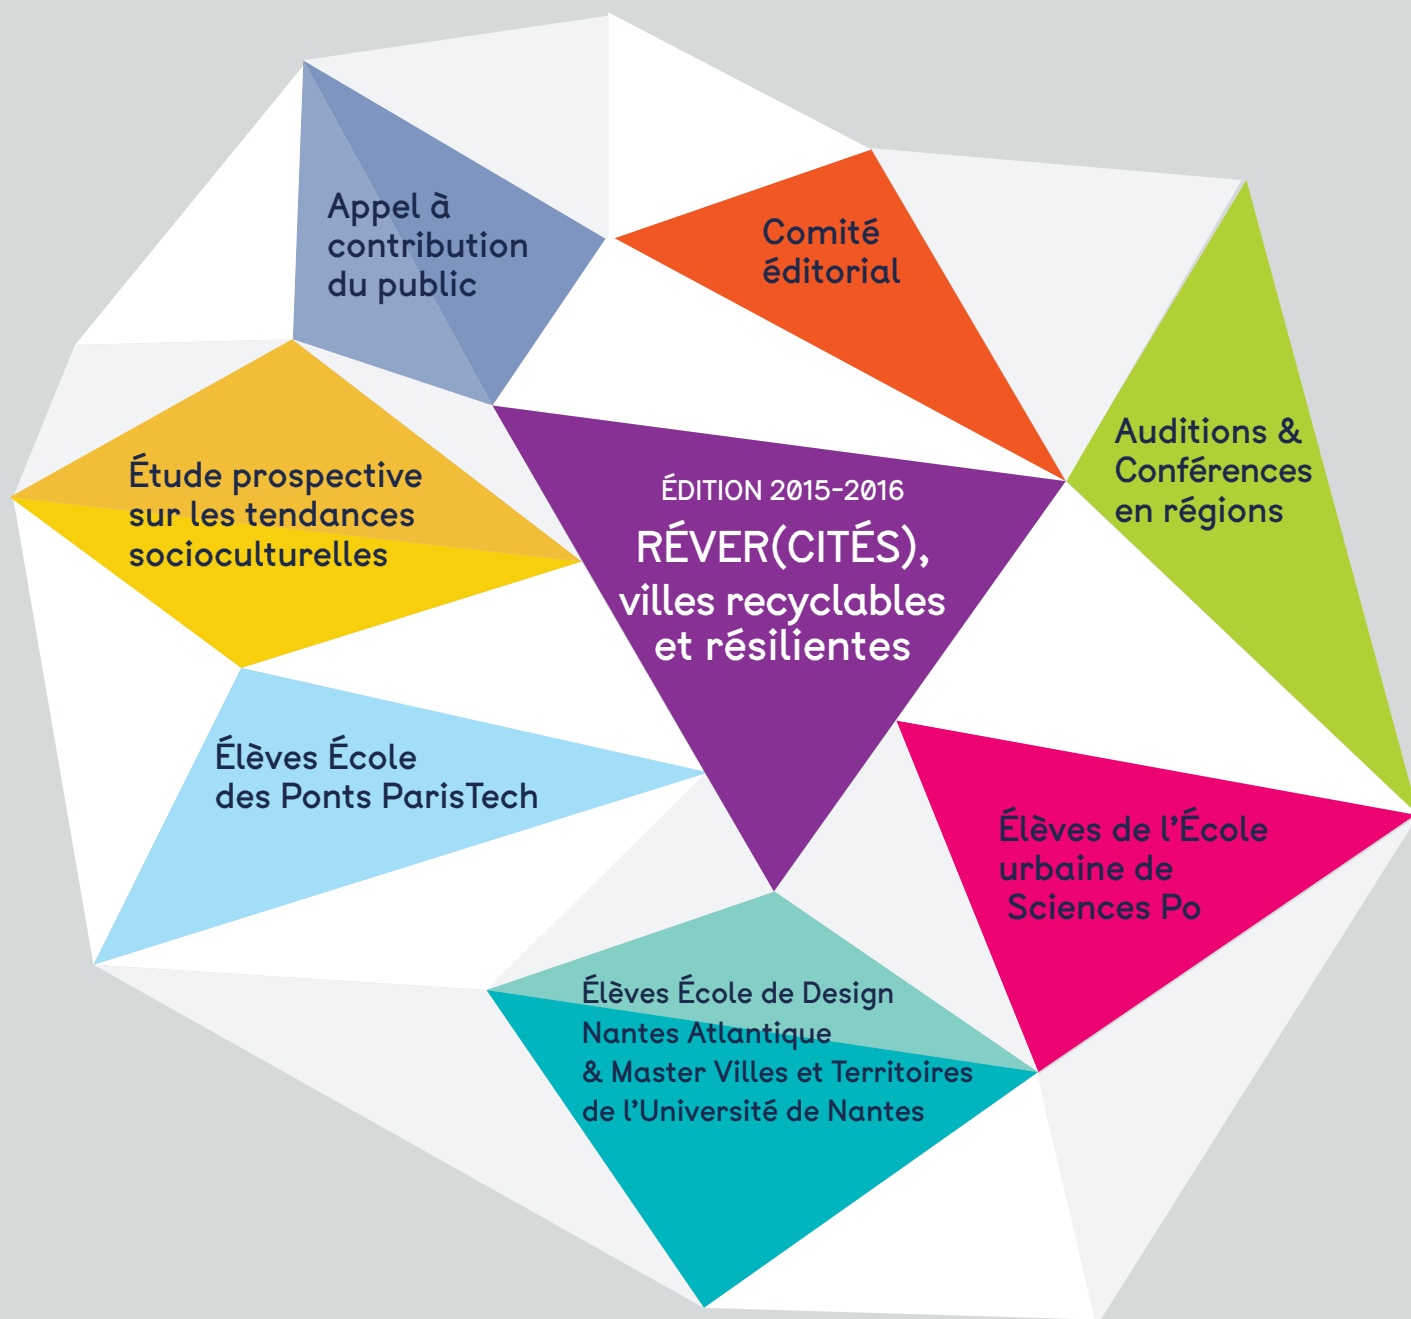 Appel à
contribution
du public
Comité
éditorial
Auditions &
Conférences
en régions
Étude prospective
sur les tendances
socioculturelles
ÉDITION 2015-2016
RÉVER(CITÉS),
villes recyclables
et résilientes
Élèves École
des Ponts ParisTech
Élèves de l’École
urbaine de
Sciences Po
Élèves École de Design
Nantes Atlantique
& Master Villes et Territoires
de l’Université de Nantes